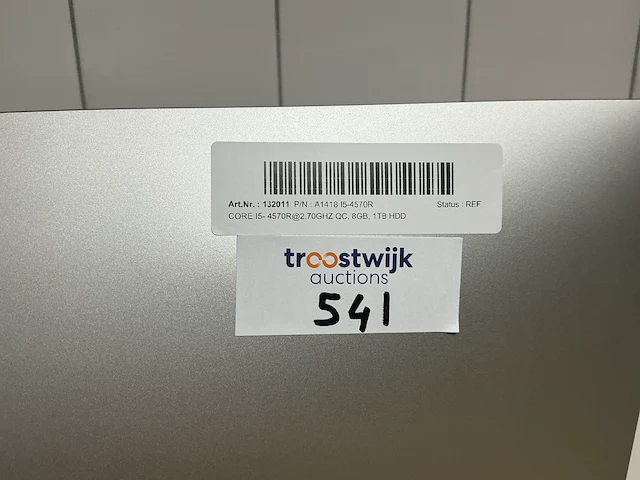 Art.Nr. : 132011 P/N : A1418 I5-4570R Status : REF
CORE I5- 4570R@2.70GHZ QC, 8GB, 1TB HDD
troostwijk
auctions
541